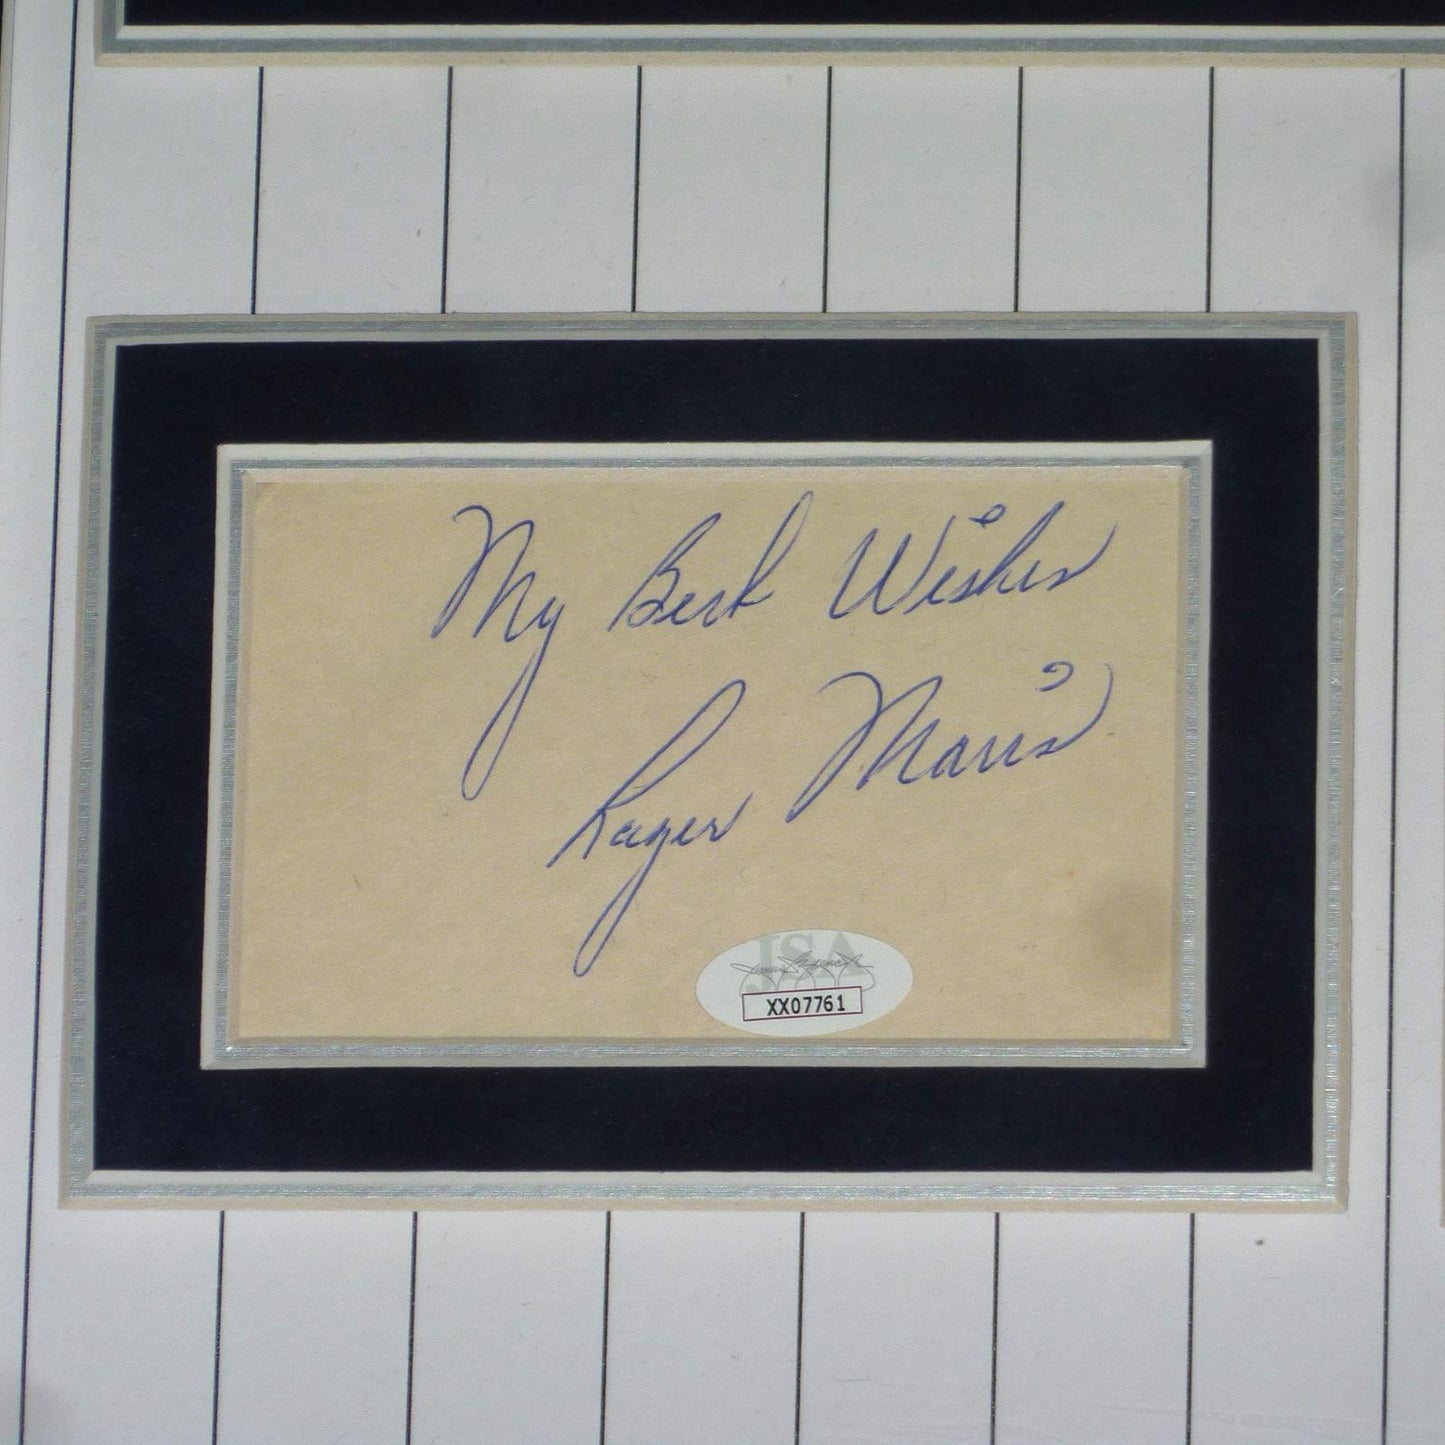 My Best Wishes
Roger Maris
JSA
XX07761